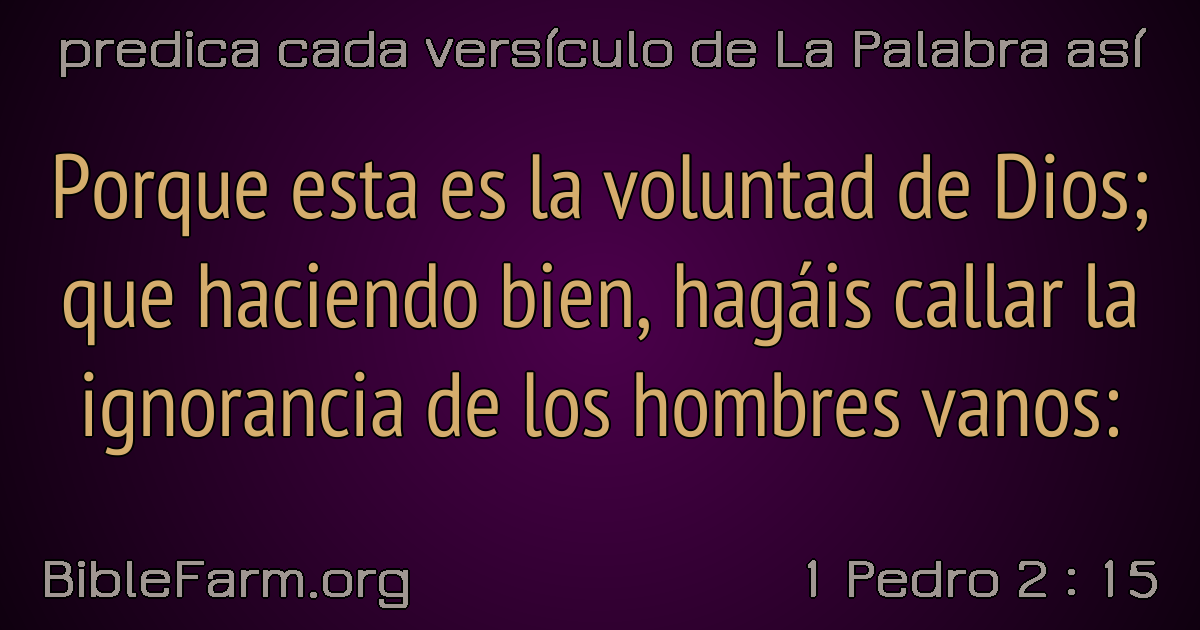 predica cada versículo de La Palabra así
Porque esta es la voluntad de Dios;
que haciendo bien, hagáis callar la
ignorancia de los hombres vanos:
BibleFarm.org
1 Pedro 2 : 15